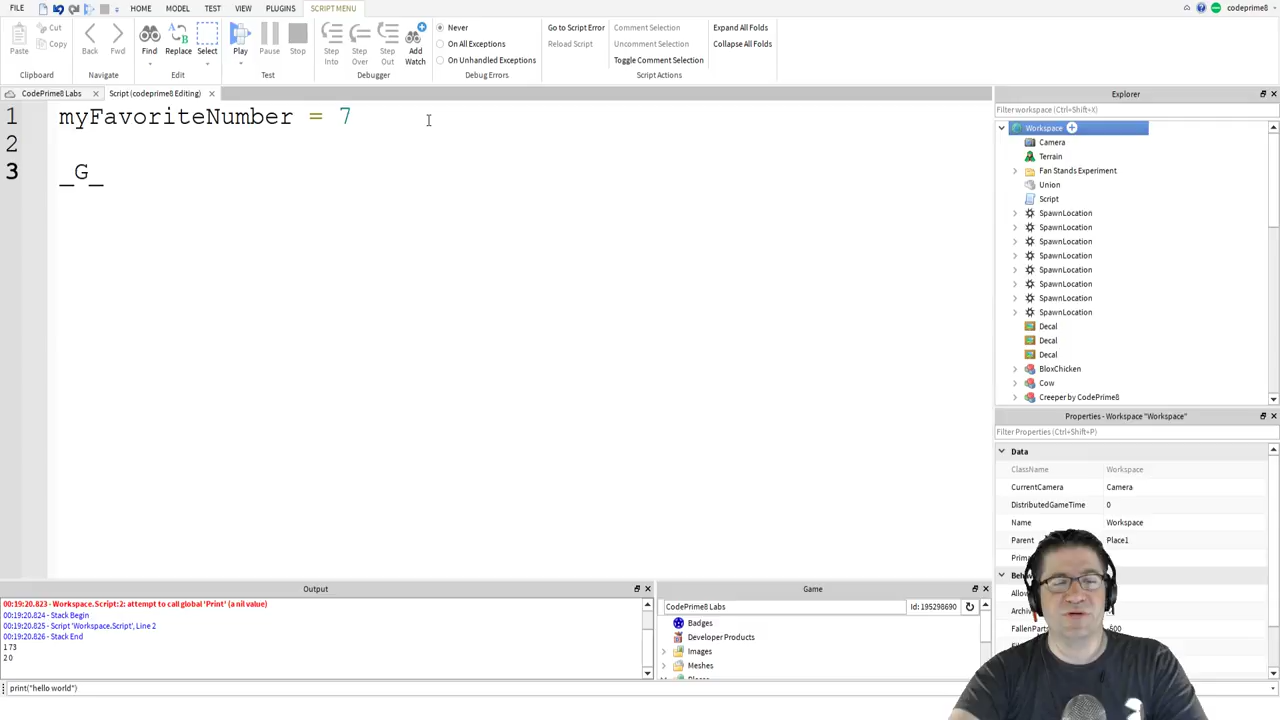 FILE HOME MODEL TEST VIEW PLUGINS SCRIPT MENU codeprime8
Paste Cut Copy Back Fwd Find Replace Select Play Pause Stop Step Into Step Over Step Out Add Watch Never On All Exceptions On Unhandled Exceptions Go to Script Error Reload Script Comment Selection Uncomment Selection Toggle Comment Selection Expand All Folds Collapse All Folds
Clipboard Navigate Edit Test Debugger Debug Errors Script Actions
CodePrime8 Labs Script (codeprime8 Editing)
1 myFavoriteNumber = 7
2
3 _G_
Explorer
Filter workspace (Ctrl+Shift+X)
Workspace
Camera
Terrain
Fan Stands Experiment
Union
Script
SpawnLocation
SpawnLocation
SpawnLocation
SpawnLocation
SpawnLocation
SpawnLocation
SpawnLocation
SpawnLocation
Decal
Decal
Decal
BloxChicken
Cow
Creeper by CodePrime8
Properties - Workspace "Workspace"
Filter Properties (Ctrl+Shift+P)
Data
ClassName Workspace
CurrentCamera Camera
DistributedGameTime 0
Name Workspace
Parent Place1
Output
00:19:20.823 - Workspace.Script:2: attempt to call global 'Print' (a nil value)
00:19:20.824 - Stack Begin
00:19:20.825 - Script 'Workspace.Script', Line 2
00:19:20.826 - Stack End
1 73
2 0
Game
CodePrime8 Labs Id: 195298690
Badges
Developer Products
Images
Meshes
print("hello world")